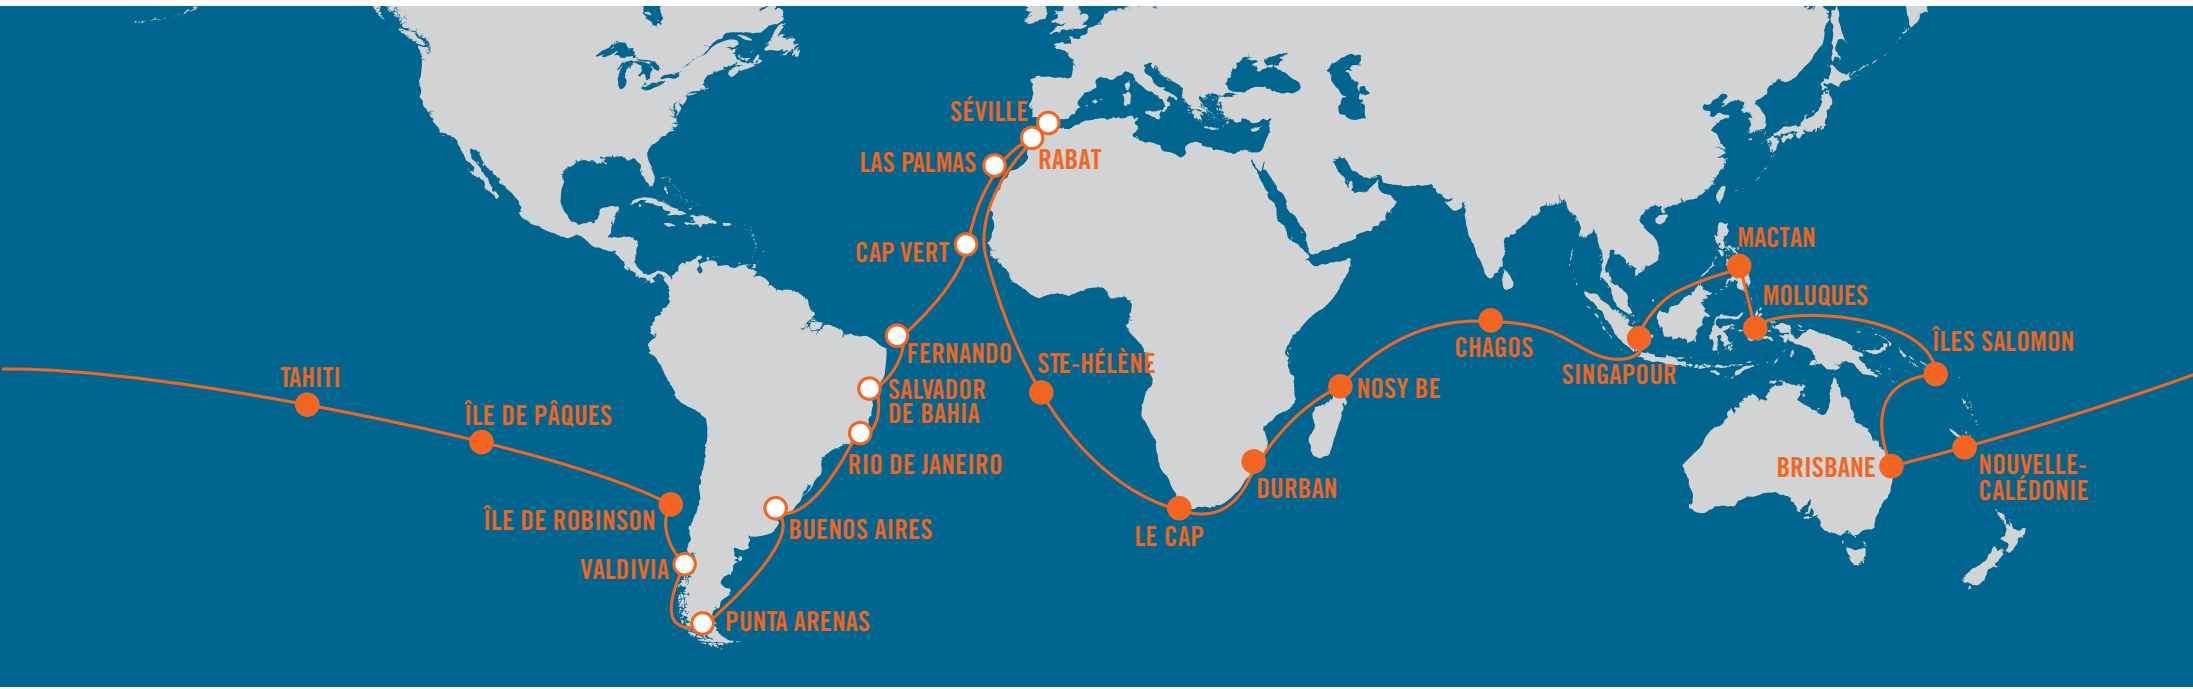 SÉVILLE
RABAT
LAS PALMAS
CAP VERT
FERNANDO
SALVADOR
DE BAHIA
RIO DE JANEIRO
BUENOS AIRES
PUNTA ARENAS
VALDIVIA
ÎLE DE ROBINSON
ÎLE DE PÂQUES
TAHITI
NOUVELLE-
CALÉDONIE
BRISBANE
ÎLES SALOMON
MOLUQUES
MACTAN
SINGAPOUR
CHAGOS
NOSY BE
DURBAN
LE CAP
STE-HÉLÈNE